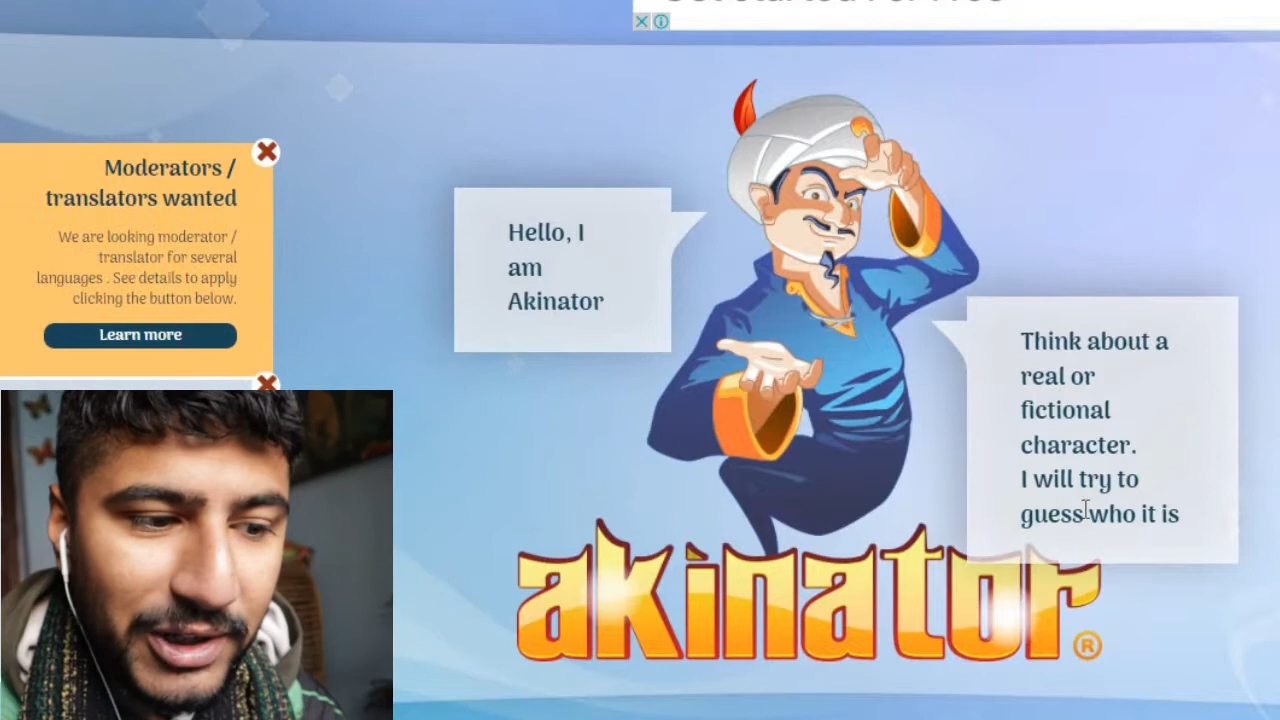 Moderators /
translators wanted
We are looking moderator /
translator for several
languages . See details to apply
clicking the button below.
Learn more
Hello, I
am
Akinator
Think about a
real or
fictional
character.
I will try to
guess who it is
akinator®